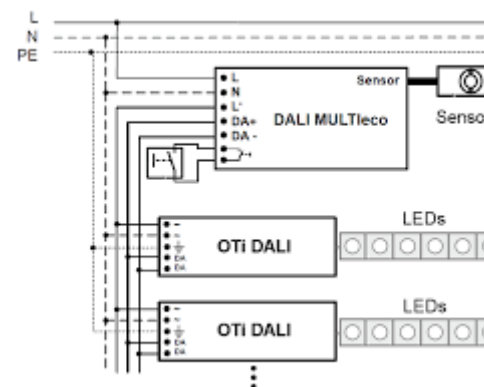 L
N
PE
L
N
L'
DA+
DA -
Sensor
DALI MULTIeco
Senso
LEDs
~
~
DA
DA
OTi DALI
LEDs
~
~
DA
DA
OTi DALI